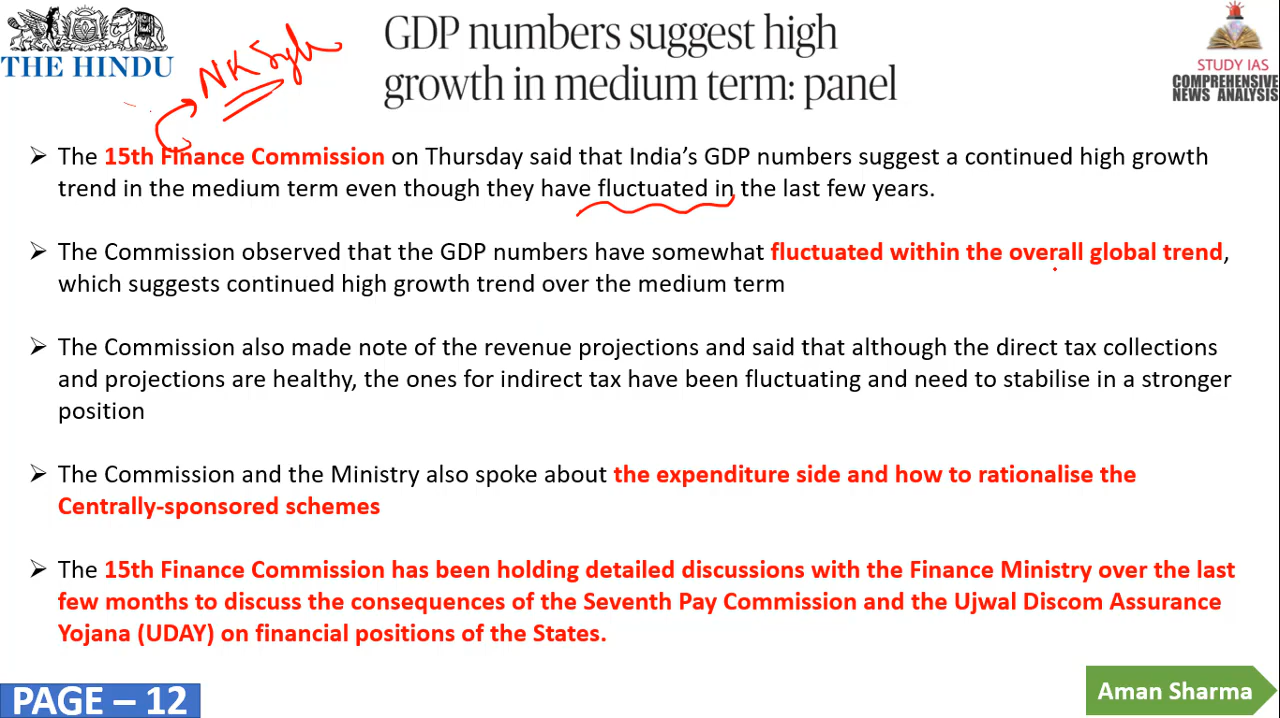 THE HINDU
NK Singh
GDP numbers suggest high
growth in medium term: panel
STUDY IAS
COMPREHENSIVE
NEWS ANALYSIS
➢ The 15th Finance Commission on Thursday said that India’s GDP numbers suggest a continued high growth
trend in the medium term even though they have fluctuated in the last few years.
➢ The Commission observed that the GDP numbers have somewhat fluctuated within the overall global trend,
which suggests continued high growth trend over the medium term
➢ The Commission also made note of the revenue projections and said that although the direct tax collections
and projections are healthy, the ones for indirect tax have been fluctuating and need to stabilise in a stronger
position
➢ The Commission and the Ministry also spoke about the expenditure side and how to rationalise the
Centrally-sponsored schemes
➢ The 15th Finance Commission has been holding detailed discussions with the Finance Ministry over the last
few months to discuss the consequences of the Seventh Pay Commission and the Ujwal Discom Assurance
Yojana (UDAY) on financial positions of the States.
PAGE – 12
Aman Sharma